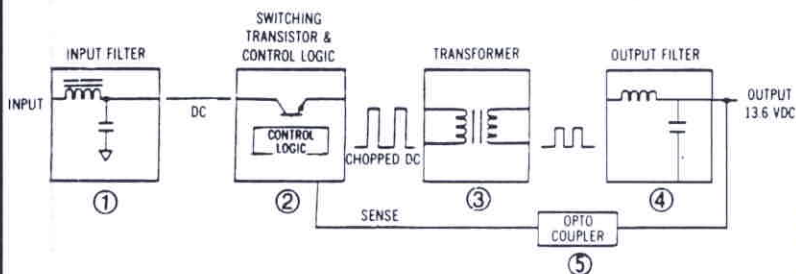 SWITCHING
TRANSISTOR &
CONTROL LOGIC
INPUT FILTER
TRANSFORMER
OUTPUT FILTER
INPUT
DC
CONTROL
LOGIC
CHOPPED DC
OUTPUT
13.6 VDC
①
②
③
④
SENSE
OPTO
COUPLER
⑤